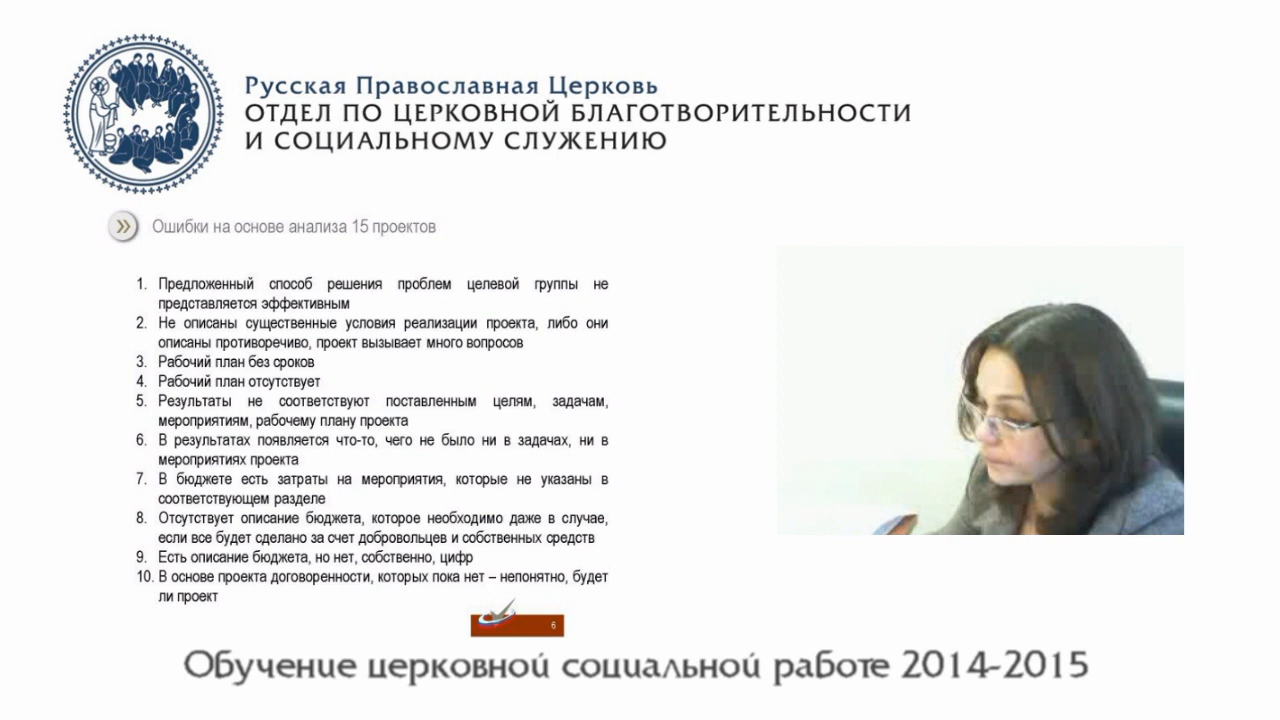 Русская Православная Церковь
ОТДЕЛ ПО ЦЕРКОВНОЙ БЛАГОТВОРИТЕЛЬНОСТИ
И СОЦИАЛЬНОМУ СЛУЖЕНИЮ
Ошибки на основе анализа 15 проектов
1. Предложенный способ решения проблем целевой группы не
представляется эффективным
2. Не описаны существенные условия реализации проекта, либо они
описаны противоречиво, проект вызывает много вопросов
3. Рабочий план без сроков
4. Рабочий план отсутствует
5. Результаты не соответствуют поставленным целям, задачам,
мероприятиям, рабочему плану проекта
6. В результатах появляется что-то, чего не было ни в задачах, ни в
мероприятиях проекта
7. В бюджете есть затраты на мероприятия, которые не указаны в
соответствующем разделе
8. Отсутствует описание бюджета, которое необходимо даже в случае,
если все будет сделано за счет добровольцев и собственных средств
9. Есть описание бюджета, но нет, собственно, цифр
10. В основе проекта договоренности, которых пока нет – непонятно, будет
ли проект
6
Обучение церковной социальной работе 2014-2015